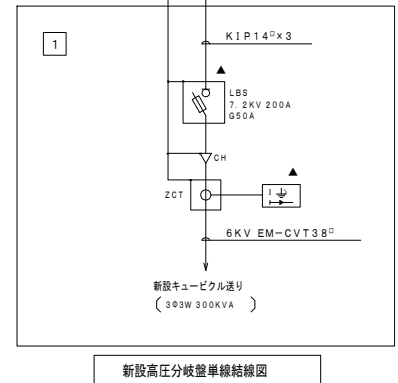 1
KIP14□×3
▲
LBS
7.2KV 200A
G50A
CH
▲
ZCT
I
6KV EM-CVT38□
新設キュービクル送り
(3Φ3W 300KVA)
新設高圧分岐盤単線結線図